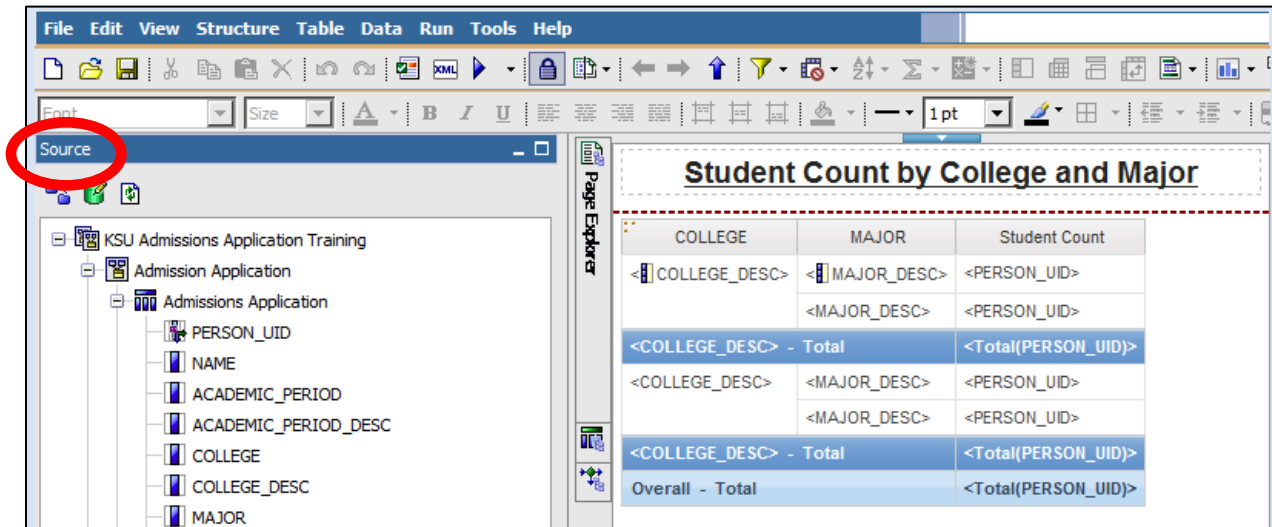 File Edit View Structure Table Data Run Tools Help
XML
Font Size A B I U 1 pt
Source
KSU Admissions Application Training
Admission Application
Admissions Application
PERSON_UID
NAME
ACADEMIC_PERIOD
ACADEMIC_PERIOD_DESC
COLLEGE
COLLEGE_DESC
MAJOR
Page Explorer
Student Count by College and Major
COLLEGE MAJOR Student Count
<COLLEGE_DESC> <MAJOR_DESC> <PERSON_UID>
<MAJOR_DESC> <PERSON_UID>
<COLLEGE_DESC> - Total <Total(PERSON_UID)>
<COLLEGE_DESC> <MAJOR_DESC> <PERSON_UID>
<MAJOR_DESC> <PERSON_UID>
<COLLEGE_DESC> - Total <Total(PERSON_UID)>
Overall - Total <Total(PERSON_UID)>